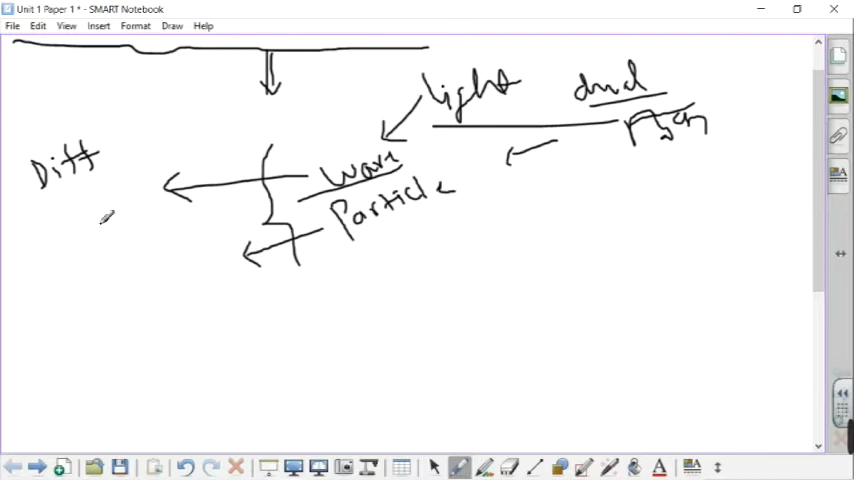 Unit 1 Paper 1 * - SMART Notebook
File Edit View Insert Format Draw Help
light dual
Wave
Diff
Particle